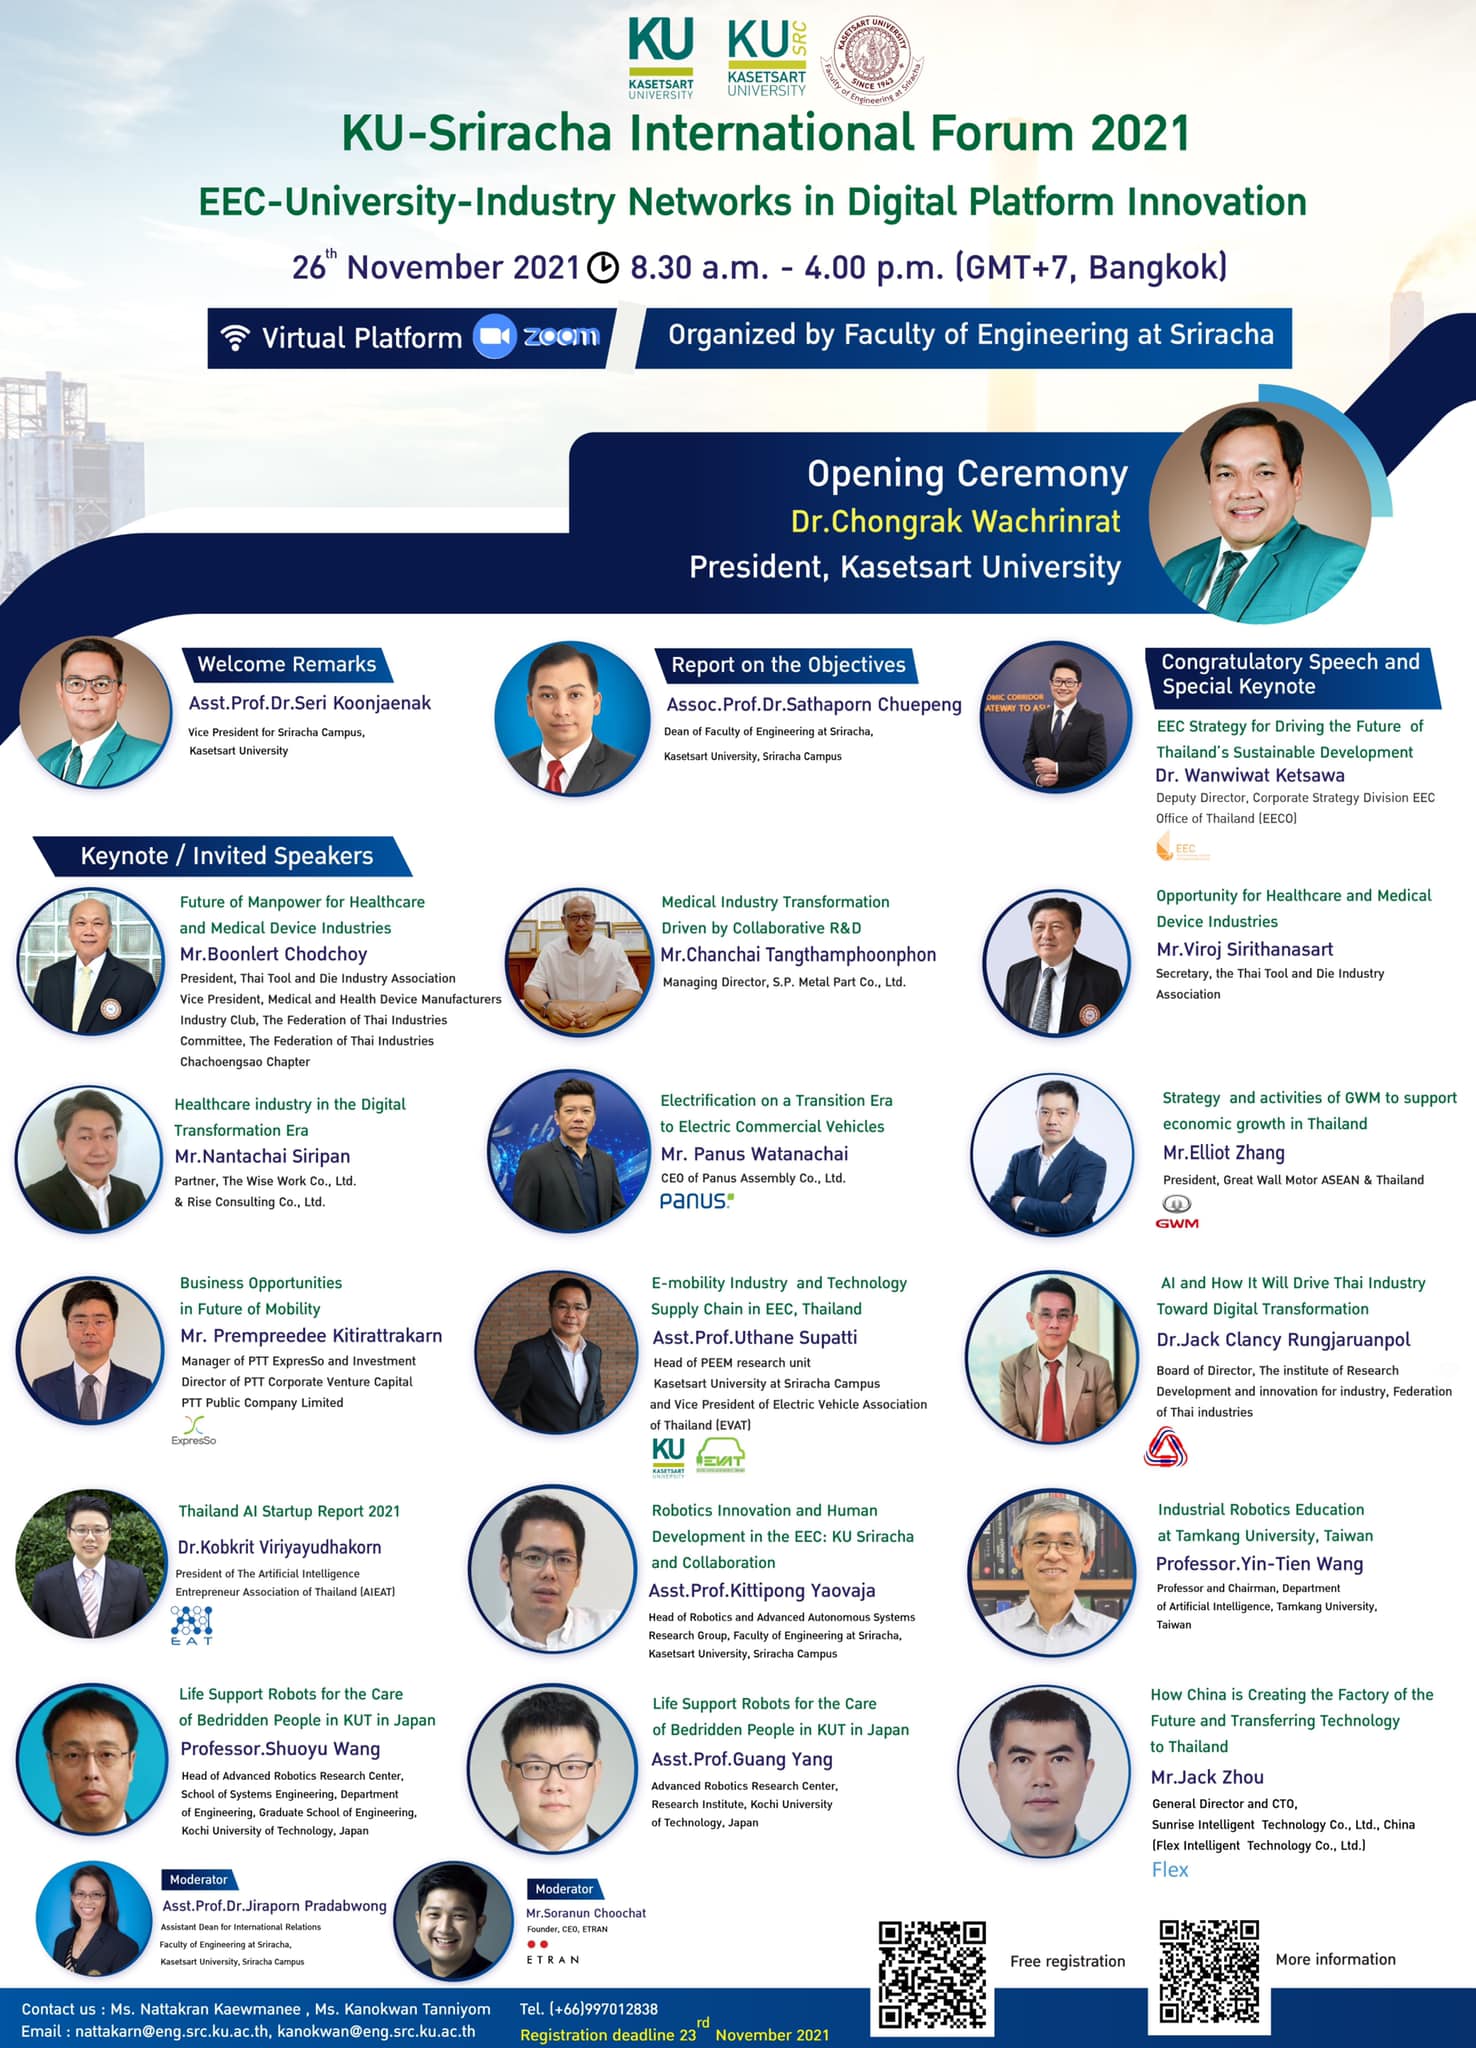 KU
KASETSART
UNIVERSITY
KU SRC
KASETSART
UNIVERSITY
KASETSART UNIVERSITY
SINCE 1943
Faculty of Engineering at Sriracha
KU-Sriracha International Forum 2021
EEC-University-Industry Networks in Digital Platform Innovation
26th November 2021 8.30 a.m. - 4.00 p.m. (GMT+7, Bangkok)
Virtual Platform zoom
Organized by Faculty of Engineering at Sriracha
Opening Ceremony
Dr.Chongrak Wachrinrat
President, Kasetsart University
Welcome Remarks
Asst.Prof.Dr.Seri Koonjaenak
Vice President for Sriracha Campus,
Kasetsart University
Report on the Objectives
Assoc.Prof.Dr.Sathaporn Chuepeng
Dean of Faculty of Engineering at Sriracha,
Kasetsart University, Sriracha Campus
OMIC CORRIDOR
ATEWAY TO ASI
Congratulatory Speech and
Special Keynote
EEC Strategy for Driving the Future of
Thailand's Sustainable Development
Dr. Wanwiwat Ketsawa
Deputy Director, Corporate Strategy Division EEC
Office of Thailand (EECO)
EEC
Keynote / Invited Speakers
Future of Manpower for Healthcare
and Medical Device Industries
Mr.Boonlert Chodchoy
President, Thai Tool and Die Industry Association
Vice President, Medical and Health Device Manufacturers
Industry Club, The Federation of Thai Industries
Committee, The Federation of Thai Industries
Chachoengsao Chapter
Medical Industry Transformation
Driven by Collaborative R&D
Mr.Chanchai Tangthamphoonphon
Managing Director, S.P. Metal Part Co., Ltd.
Opportunity for Healthcare and Medical
Device Industries
Mr.Viroj Sirithanasart
Secretary, the Thai Tool and Die Industry
Association
Healthcare industry in the Digital
Transformation Era
Mr.Nantachai Siripan
Partner, The Wise Work Co., Ltd.
& Rise Consulting Co., Ltd.
th
Electrification on a Transition Era
to Electric Commercial Vehicles
Mr. Panus Watanachai
CEO of Panus Assembly Co., Ltd.
Panus
Strategy and activities of GWM to support
economic growth in Thailand
Mr.Elliot Zhang
President, Great Wall Motor ASEAN & Thailand
GWM
Business Opportunities
in Future of Mobility
Mr. Prempreedee Kitirattrakarn
Manager of PTT ExpresSo and Investment
Director of PTT Corporate Venture Capital
PTT Public Company Limited
ExpresSo
E-mobility Industry and Technology
Supply Chain in EEC, Thailand
Asst.Prof.Uthane Supatti
Head of PEEM research unit
Kasetsart University at Sriracha Campus
and Vice President of Electric Vehicle Association
of Thailand (EVAT)
KU
KASETSART
UNIVERSITY
EVAT
AI and How It Will Drive Thai Industry
Toward Digital Transformation
Dr.Jack Clancy Rungjaruanpol
Board of Director, The institute of Research
Development and innovation for industry, Federation
of Thai industries
Thailand AI Startup Report 2021
Dr.Kobkrit Viriyayudhakorn
President of The Artificial Intelligence
Entrepreneur Association of Thailand (AIEAT)
EAT
Robotics Innovation and Human
Development in the EEC: KU Sriracha
and Collaboration
Asst.Prof.Kittipong Yaovaja
Head of Robotics and Advanced Autonomous Systems
Research Group, Faculty of Engineering at Sriracha,
Kasetsart University, Sriracha Campus
Industrial Robotics Education
at Tamkang University, Taiwan
Professor.Yin-Tien Wang
Professor and Chairman, Department
of Artificial Intelligence, Tamkang University,
Taiwan
Life Support Robots for the Care
of Bedridden People in KUT in Japan
Professor.Shuoyu Wang
Head of Advanced Robotics Research Center,
School of Systems Engineering, Department
of Engineering, Graduate School of Engineering,
Kochi University of Technology, Japan
Life Support Robots for the Care
of Bedridden People in KUT in Japan
Asst.Prof.Guang Yang
Advanced Robotics Research Center,
Research Institute, Kochi University
of Technology, Japan
How China is Creating the Factory of the
Future and Transferring Technology
to Thailand
Mr.Jack Zhou
General Director and CTO,
Sunrise Intelligent Technology Co., Ltd., China
(Flex Intelligent Technology Co., Ltd.)
Flex
Moderator
Asst.Prof.Dr.Jiraporn Pradabwong
Assistant Dean for International Relations
Faculty of Engineering at Sriracha,
Kasetsart University, Sriracha Campus
Moderator
Mr.Soranun Choochat
Founder, CEO, ETRAN
ETRAN
Free registration
More information
Contact us : Ms. Nattakran Kaewmanee , Ms. Kanokwan Tanniyom
Email : nattakarn@eng.src.ku.ac.th, kanokwan@eng.src.ku.ac.th
Tel. (+66)997012838
Registration deadline 23rd November 2021